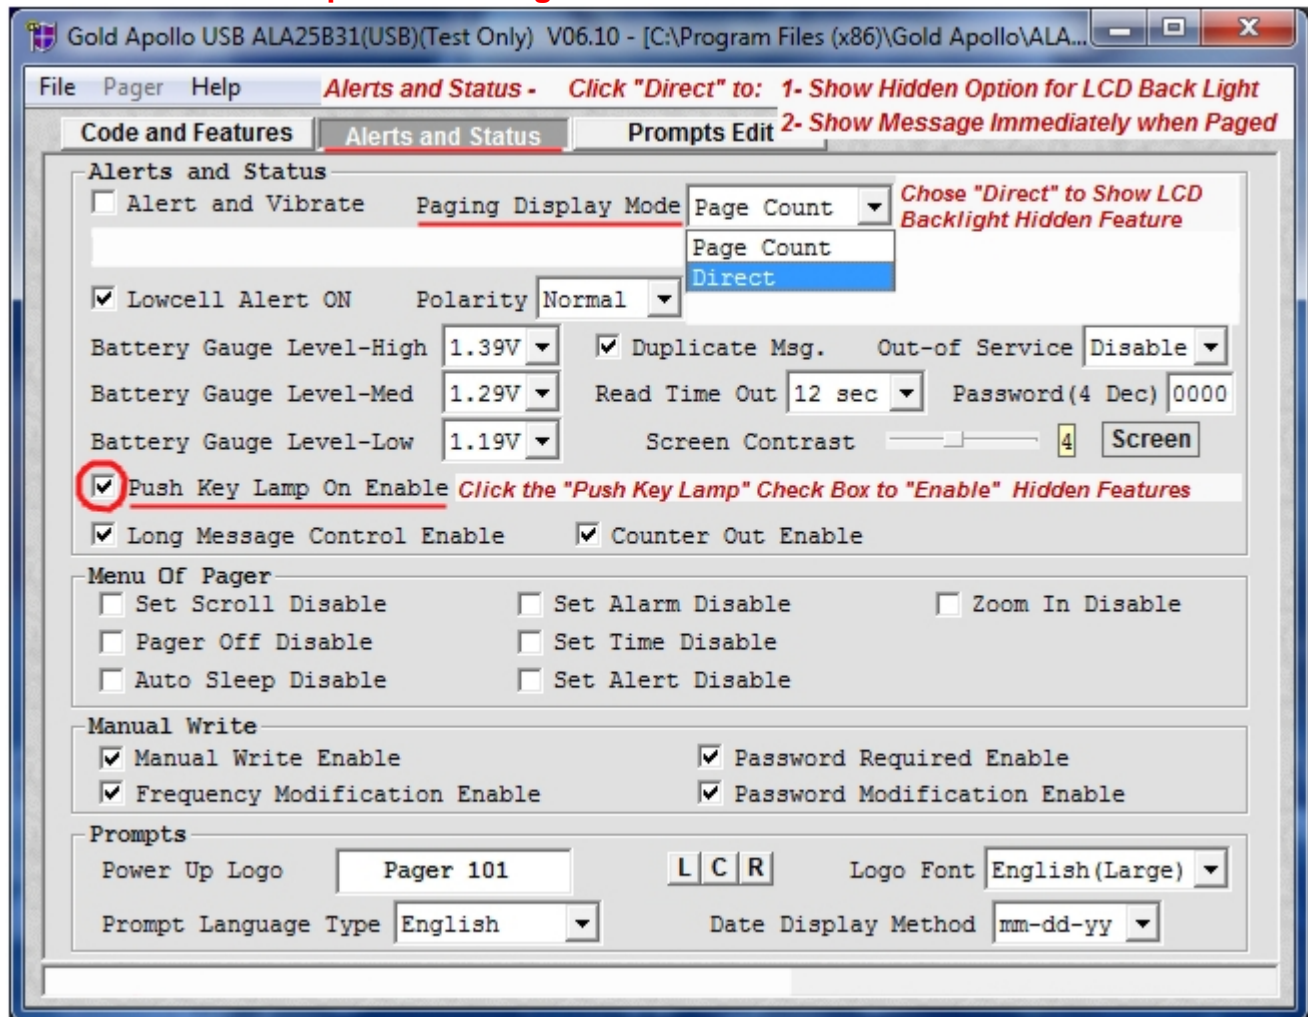 Gold Apollo USB ALA25B31(USB)(Test Only) V06.10 - [C:\Program Files (x86)\Gold Apollo\ALA...
File Pager Help Alerts and Status - Click "Direct" to: 1- Show Hidden Option for LCD Back Light
2- Show Message Immediately when Paged
Code and Features Alerts and Status Prompts Edit
Alerts and Status
Alert and Vibrate Paging Display Mode Page Count Chose "Direct" to Show LCD
Backlight Hidden Feature
Page Count
Direct
Lowcell Alert ON Polarity Normal
Battery Gauge Level-High 1.39V Duplicate Msg. Out-of Service Disable
Battery Gauge Level-Med 1.29V Read Time Out 12 sec Password(4 Dec) 0000
Battery Gauge Level-Low 1.19V Screen Contrast 4 Screen
Push Key Lamp On Enable Click the "Push Key Lamp" Check Box to "Enable" Hidden Features
Long Message Control Enable Counter Out Enable
Menu Of Pager
Set Scroll Disable Set Alarm Disable Zoom In Disable
Pager Off Disable Set Time Disable
Auto Sleep Disable Set Alert Disable
Manual Write
Manual Write Enable Password Required Enable
Frequency Modification Enable Password Modification Enable
Prompts
Power Up Logo Pager 101 L C R Logo Font English(Large)
Prompt Language Type English Date Display Method mm-dd-yy